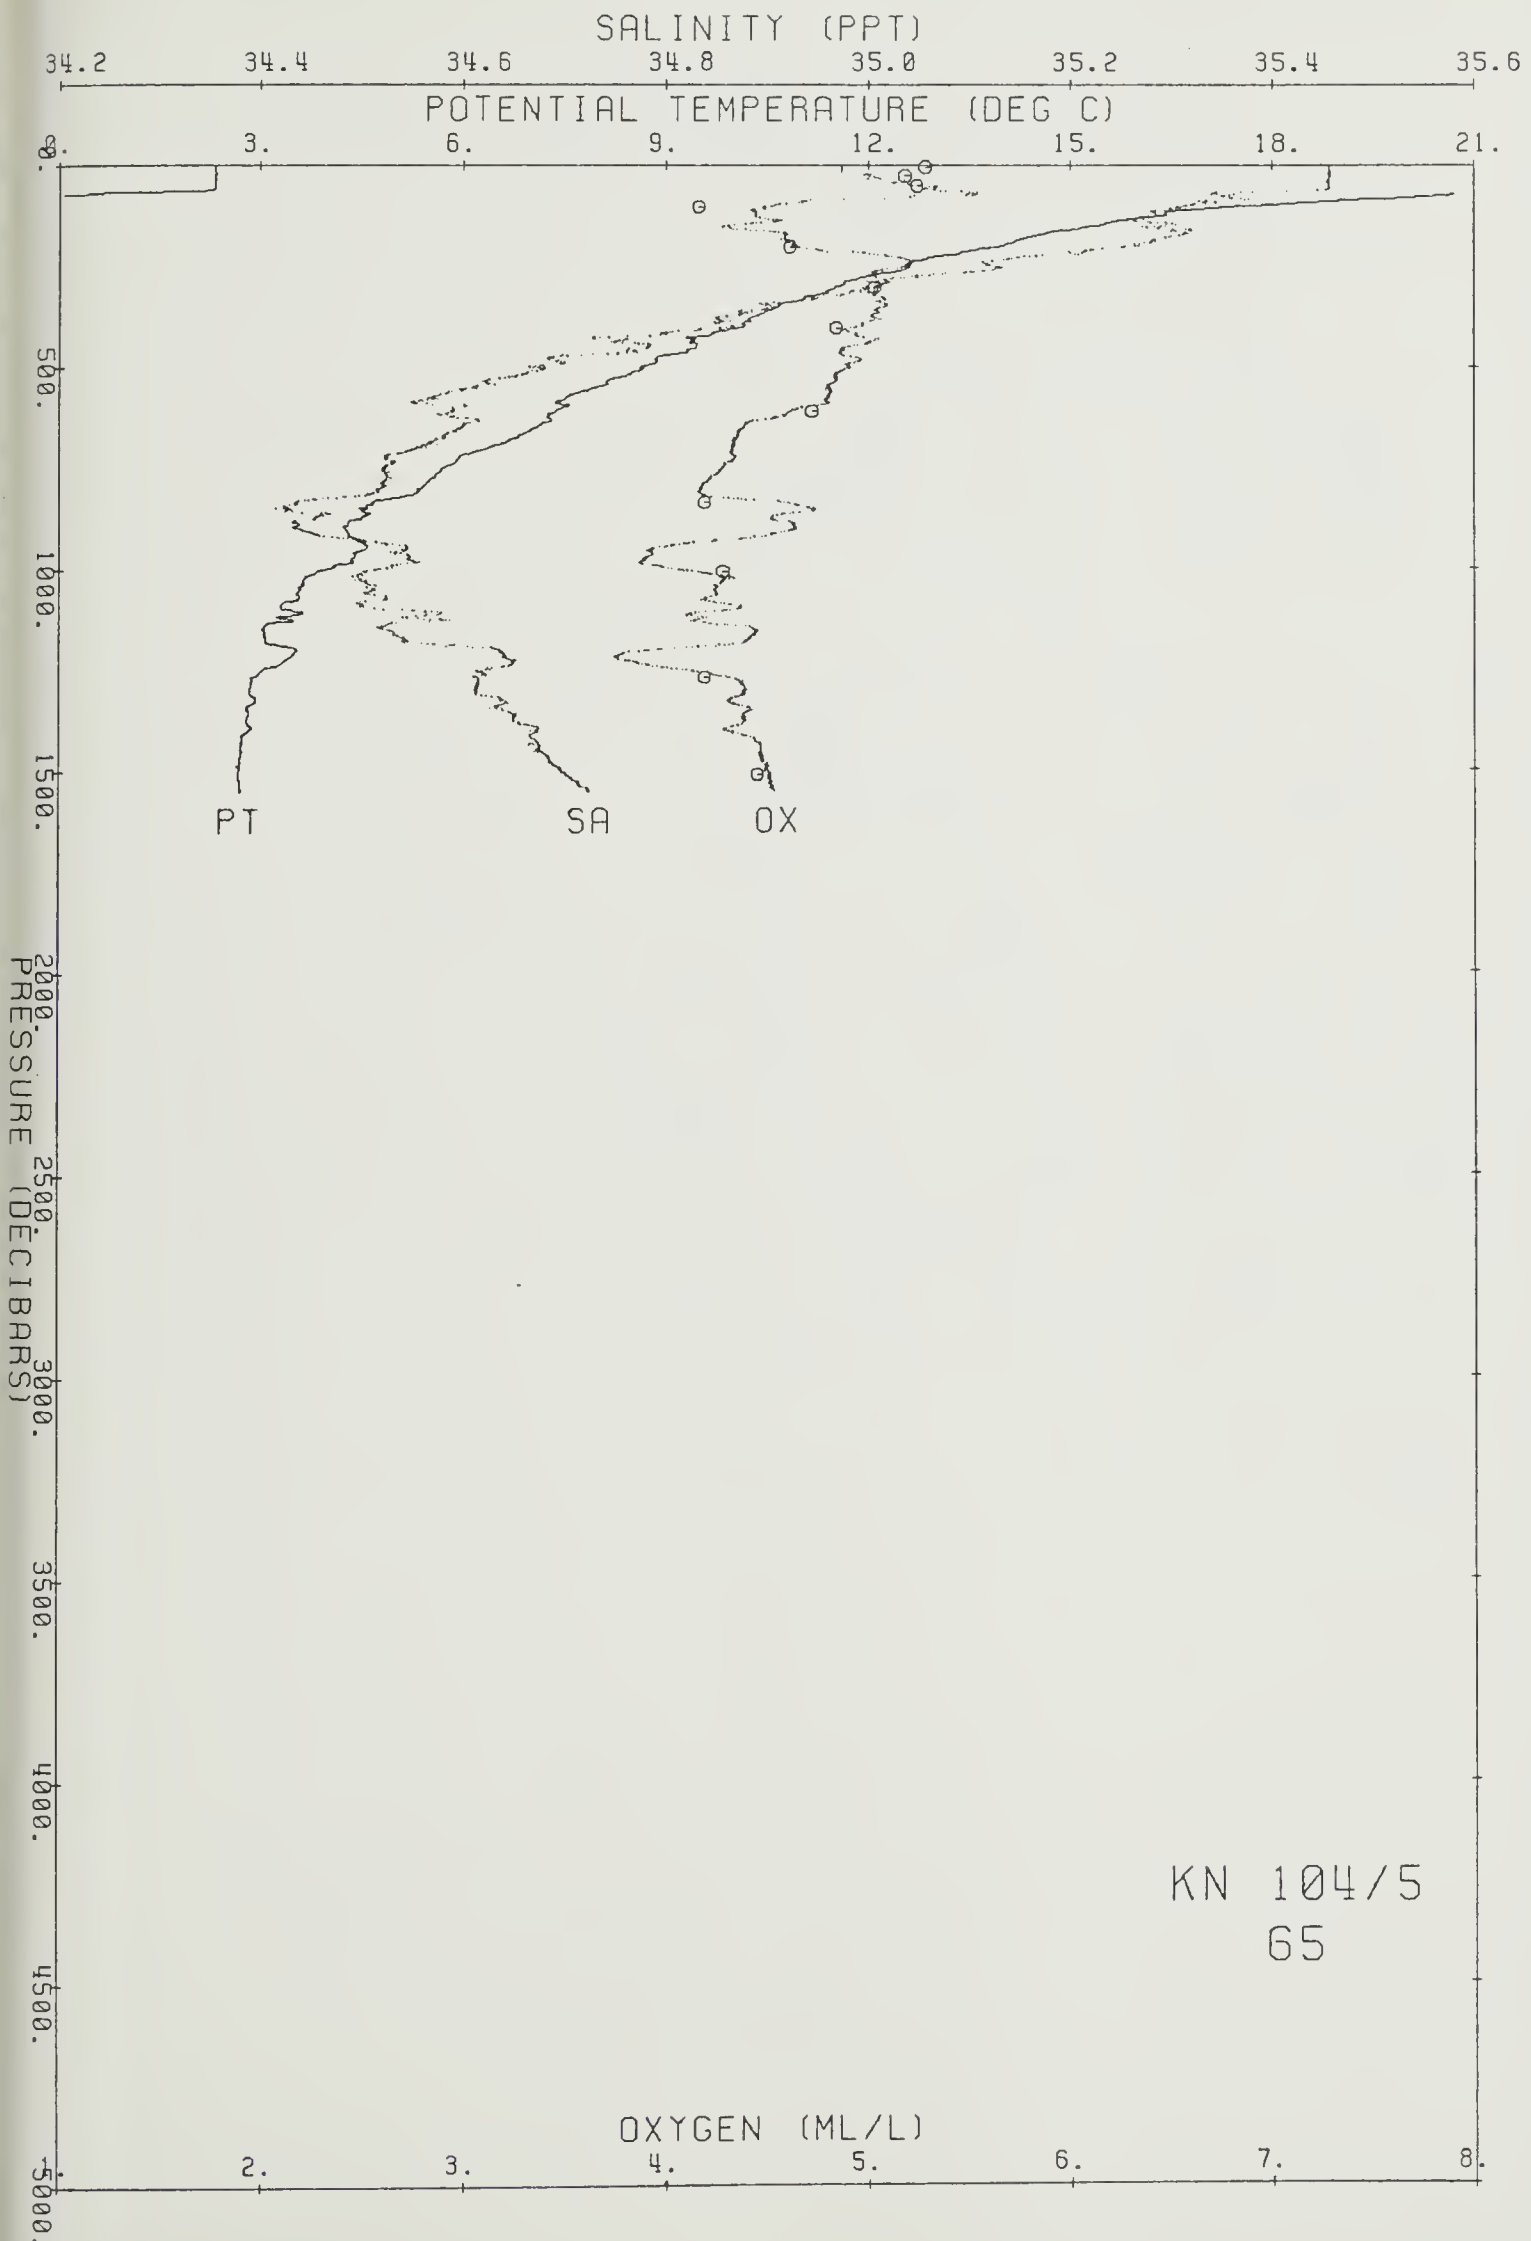 SALINITY (PPT)
34.2 34.4 34.6 34.8 35.0 35.2 35.4 35.6
POTENTIAL TEMPERATURE (DEG C)
0. 3. 6. 9. 12. 15. 18. 21.
0.
500.
1000.
1500.
PT SA OX
2000.
2500.
3000.
3500.
4000.
4500.
5000.
PRESSURE (DECIBARS)
KN 104/5
65
OXYGEN (ML/L)
1. 2. 3. 4. 5. 6. 7. 8.